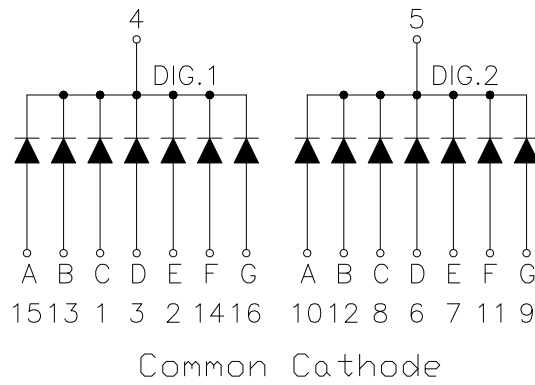 4 5
DIG.1 DIG.2
A B C D E F G A B C D E F G
15 13 1 3 2 14 16 10 12 8 6 7 11 9
Common Cathode